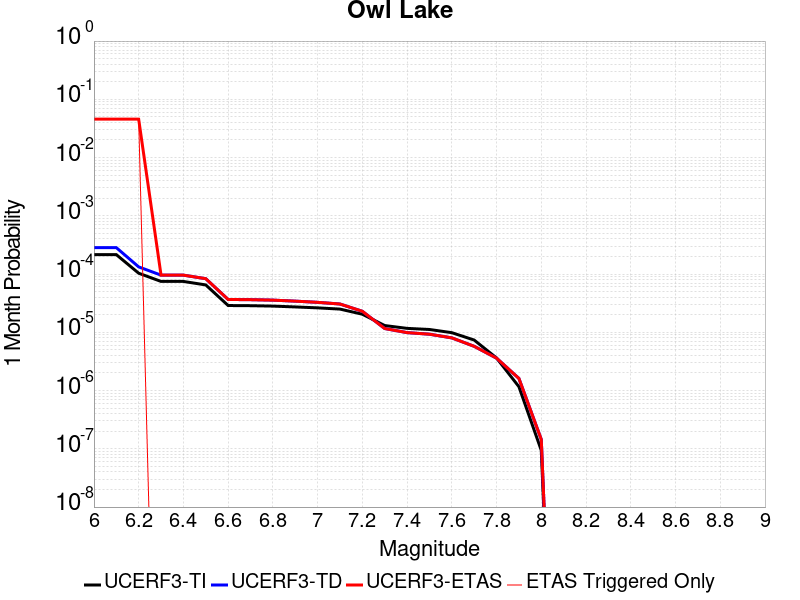 Owl Lake
10^0
10^-1
10^-2
10^-3
10^-4
10^-5
10^-6
10^-7
10^-8
1 Month Probability
6 6.2 6.4 6.6 6.8 7 7.2 7.4 7.6 7.8 8 8.2 8.4 8.6 8.8 9
Magnitude
UCERF3-TI UCERF3-TD UCERF3-ETAS ETAS Triggered Only